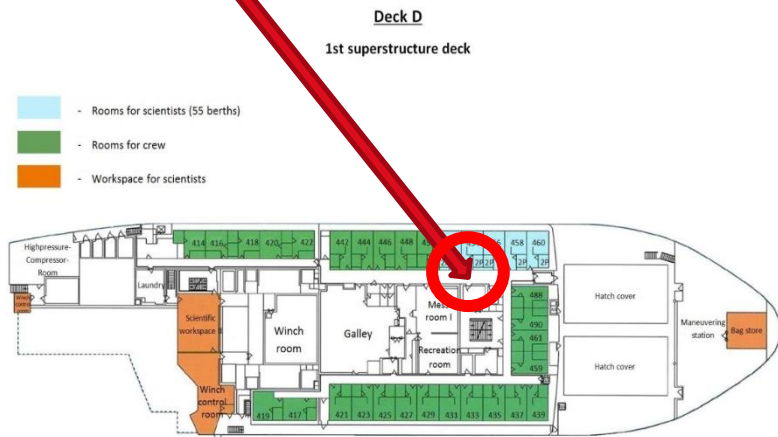 Deck D
1st superstructure deck
- Rooms for scientists (55 berths)
- Rooms for crew
- Workspace for scientists
414 416 418 420 422 442 444 446 448 458 460
2P 2P 2P 2P
Highpressure-
Compressor-
Room
Laundry
Winch
control
room
Scientific
workspace
Winch
room
Galley
Mess
room I
Recreation
room
488
490
461
459
Hatch cover
Hatch cover
Maneuvering
station
Bag store
Winch
control
room
419 417 421 423 425 427 429 431 433 435 437 439